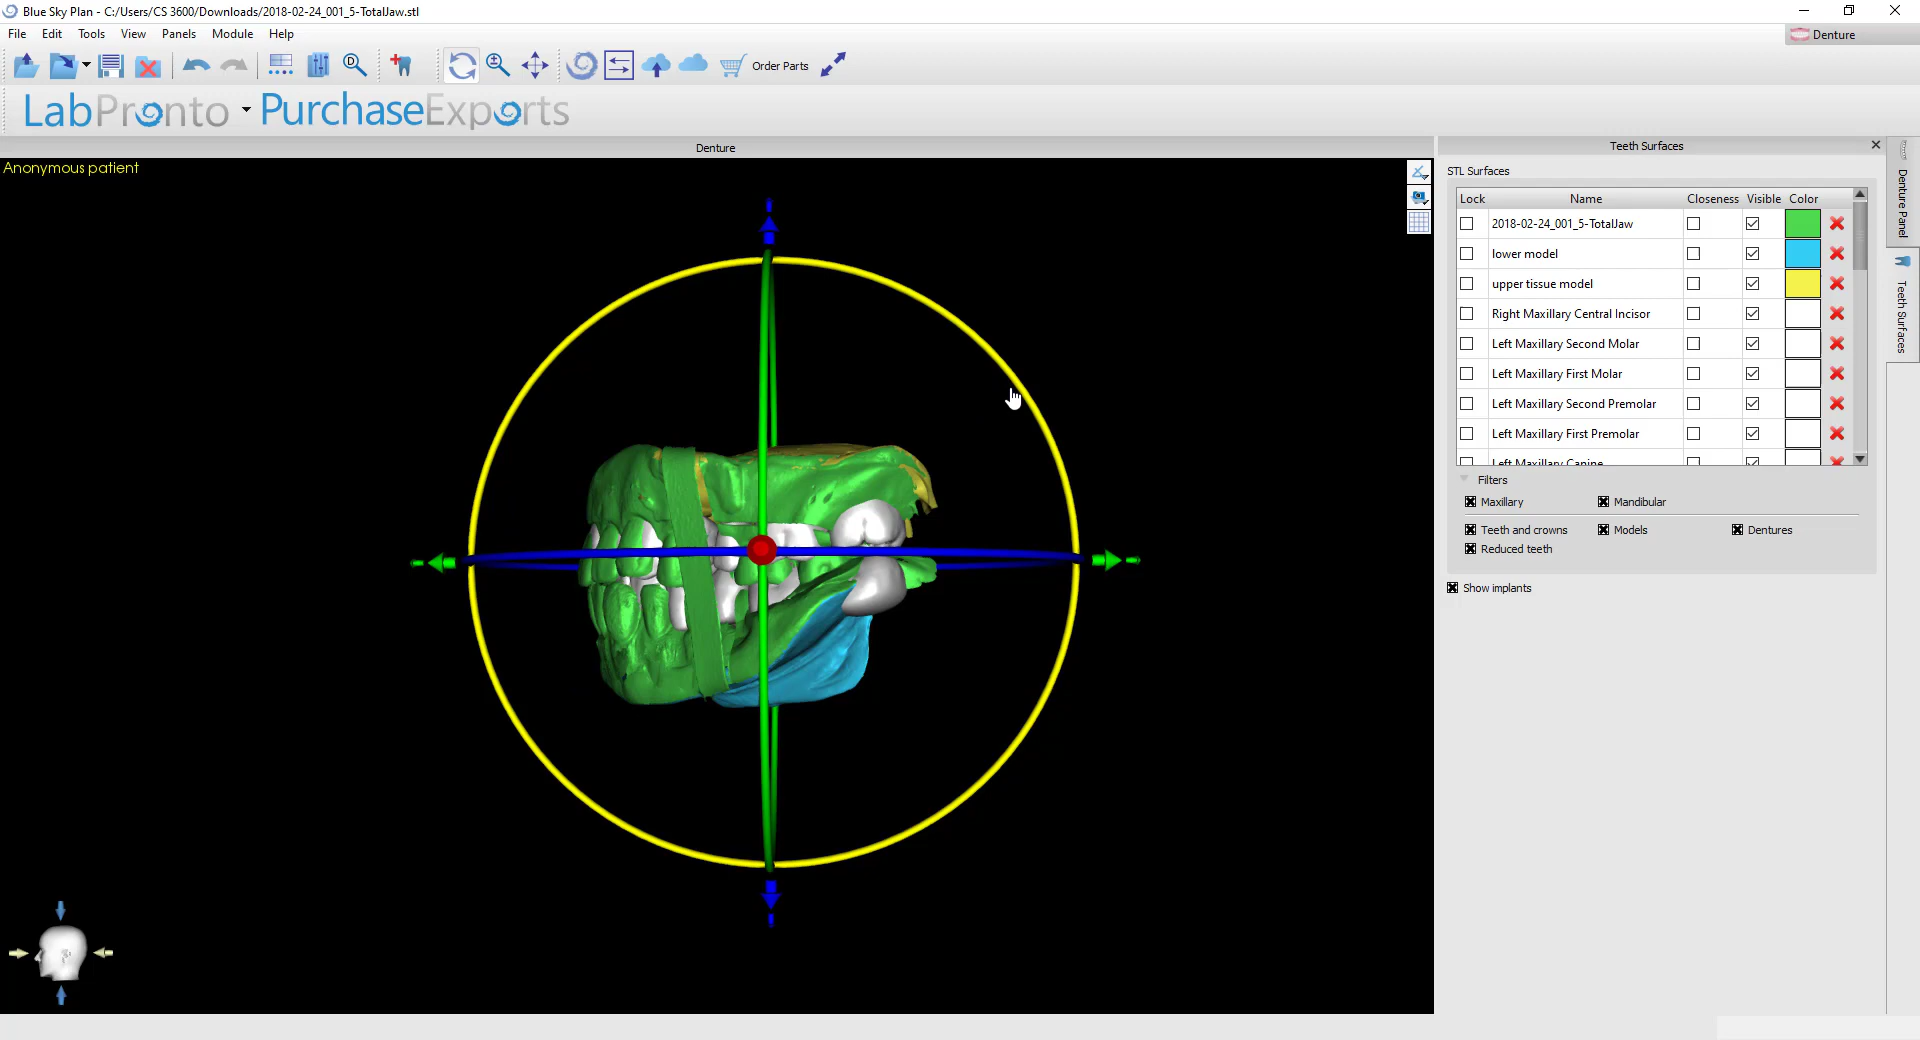 Blue Sky Plan - C:/Users/CS 3600/Downloads/2018-02-24_001_5-TotalJaw.stl
File Edit Tools View Panels Module Help
Denture
D
Order Parts
LabPronto PurchaseExports
Denture
Anonymous patient
Teeth Surfaces
STL Surfaces
Lock Name Closeness Visible Color
2018-02-24_001_5-TotalJaw
lower model
upper tissue model
Right Maxillary Central Incisor
Left Maxillary Second Molar
Left Maxillary First Molar
Left Maxillary Second Premolar
Left Maxillary First Premolar
Left Maxillary Canine
Filters
Maxillary Mandibular
Teeth and crowns Models Dentures
Reduced teeth
Show implants
Denture Panel
Teeth Surfaces